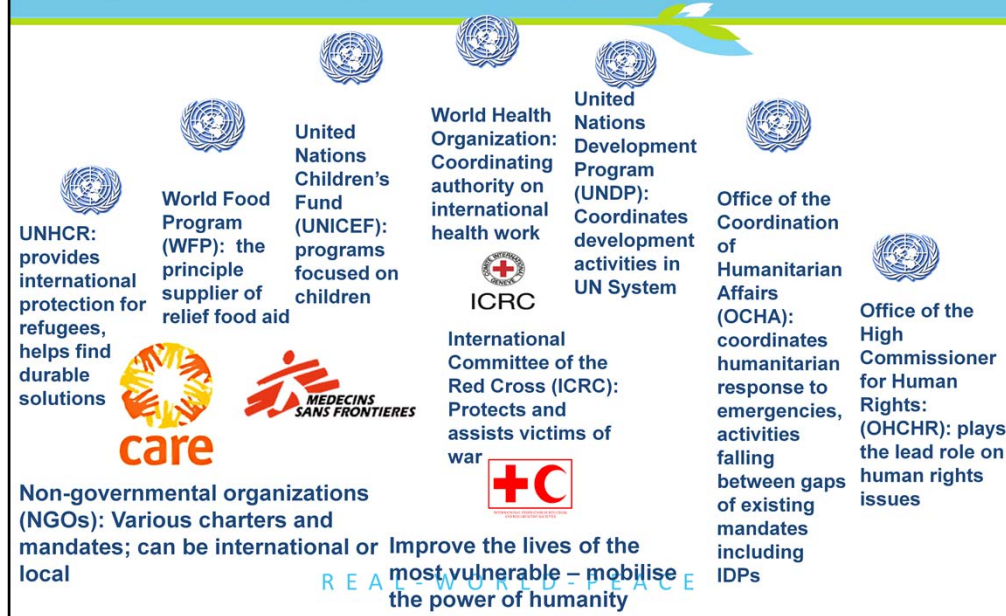 UNHCR:
provides
international
protection for
refugees,
helps find
durable
solutions
World Food
Program
(WFP): the
principle
supplier of
relief food aid
United
Nations
Children's
Fund
(UNICEF):
programs
focused on
children
World Health
Organization:
Coordinating
authority on
international
health work
United
Nations
Development
Program
(UNDP):
Coordinates
development
activities in
UN System
Office of the
Coordination
of
Humanitarian
Affairs
(OCHA):
coordinates
humanitarian
response to
emergencies,
activities
falling
between gaps
of existing
mandates
including
IDPs
Office of the
High
Commissioner
for Human
Rights:
(OHCHR): plays
the lead role on
human rights
issues
care
MEDECINS
SANS FRONTIERES
COMITE INTERNATIONAL
GENEVE
ICRC
International
Committee of the
Red Cross (ICRC):
Protects and
assists victims of
war
Non-governmental organizations
(NGOs): Various charters and
mandates; can be international or
local
Improve the lives of the
most vulnerable – mobilise
the power of humanity
REAL-WORLD-PEACE